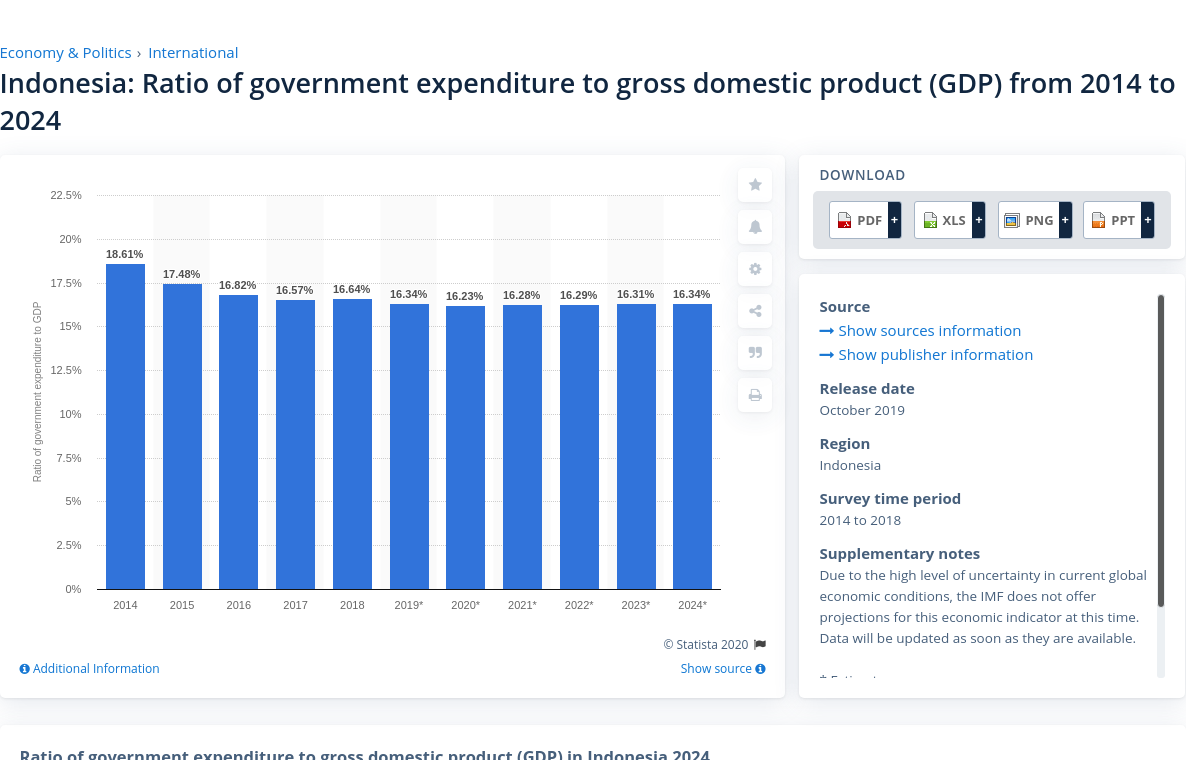 Economy & Politics › International
Indonesia: Ratio of government expenditure to gross domestic product (GDP) from 2014 to
2024
Ratio of government expenditure to GDP
22.5%
20%
17.5%
15%
12.5%
10%
7.5%
5%
2.5%
0%
18.61%
17.48%
16.82%
16.57%
16.64%
16.34%
16.23%
16.28%
16.29%
16.31%
16.34%
2014
2015
2016
2017
2018
2019*
2020*
2021*
2022*
2023*
2024*
© Statista 2020
Additional Information
Show source
DOWNLOAD
PDF +
XLS +
PNG +
PPT +
Source
Show sources information
Show publisher information
Release date
October 2019
Region
Indonesia
Survey time period
2014 to 2018
Supplementary notes
Due to the high level of uncertainty in current global
economic conditions, the IMF does not offer
projections for this economic indicator at this time.
Data will be updated as soon as they are available.
Ratio of government expenditure to gross domestic product (GDP) in Indonesia 2024